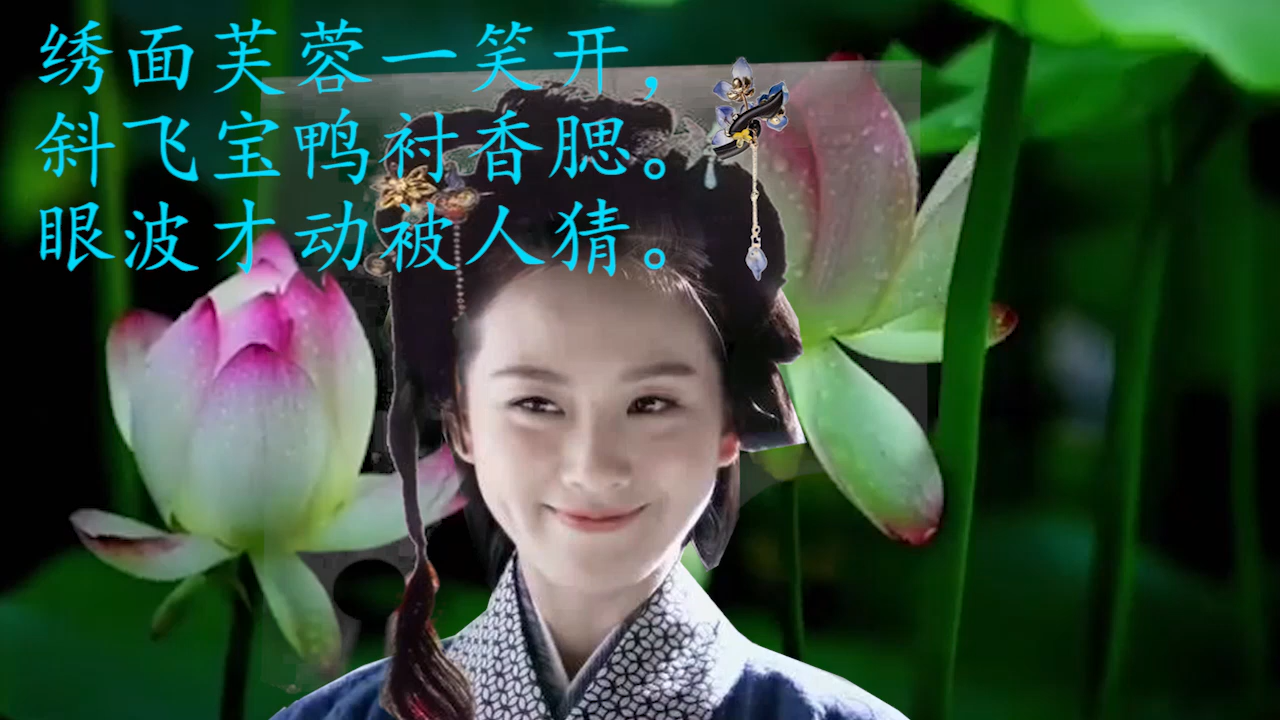 绣面芙蓉一笑开，
斜飞宝鸭衬香腮。
眼波才动被人猜。